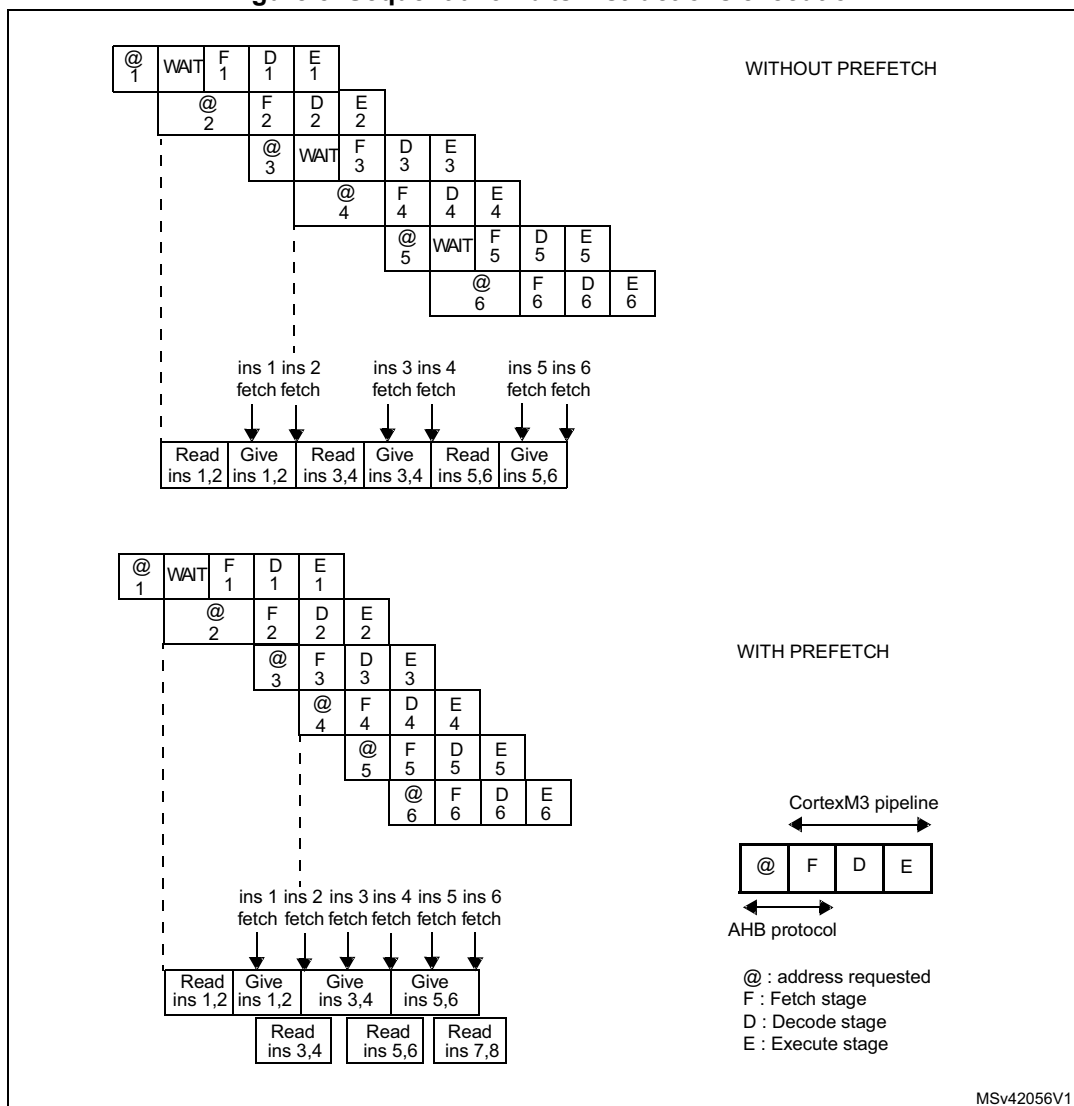 @ WAIT F D E
1 1 1 1
WITHOUT PREFETCH
@ F D E
2 2 2 2
@ WAIT F D E
3 3 3 3
@ F D E
4 4 4 4
@ WAIT F D E
5 5 5 5
@ F D E
6 6 6 6
ins 1 ins 2 ins 3 ins 4 ins 5 ins 6
fetch fetch fetch fetch fetch fetch
Read Give Read Give Read Give
ins 1,2 ins 1,2 ins 3,4 ins 3,4 ins 5,6 ins 5,6
@ WAIT F D E
1 1 1 1
@ F D E
2 2 2 2
WITH PREFETCH
@ F D E
3 3 3 3
@ F D E
4 4 4 4
@ F D E
5 5 5 5
@ F D E
6 6 6 6
CortexM3 pipeline
@ F D E
AHB protocol
ins 1 ins 2 ins 3 ins 4 ins 5 ins 6
fetch fetch fetch fetch fetch fetch
Read Give Give Give
ins 1,2 ins 1,2 ins 3,4 ins 5,6
Read Read Read
ins 3,4 ins 5,6 ins 7,8
@ : address requested
F : Fetch stage
D : Decode stage
E : Execute stage
MSv42056V1